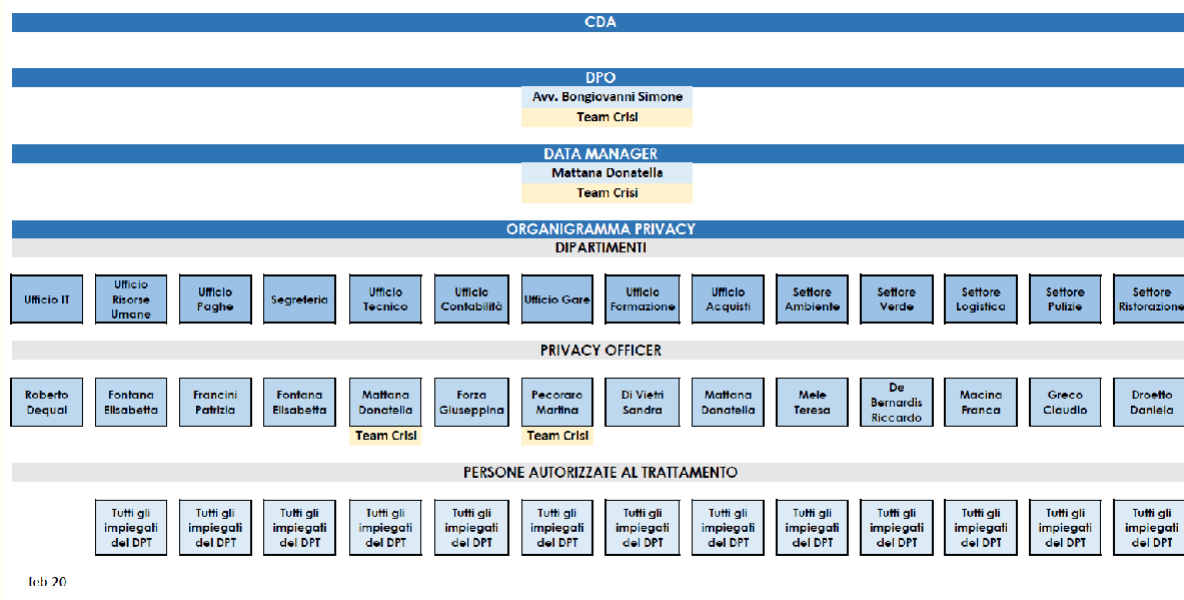 CDA
DPO
Avv. Bongiovanni Simone
Team Crisi
DATA MANAGER
Mattana Donatella
Team Crisi
ORGANIGRAMMA PRIVACY
DIPARTIMENTI
Ufficio IT
Ufficio
Risorse
Umane
Ufficio
Paghe
Segreteria
Ufficio
Tecnico
Ufficio
Contabilità
Ufficio Gare
Ufficio
Formazione
Ufficio
Acquisti
Settore
Ambiente
Settore
Verde
Settore
Logistica
Settore
Pulizie
Settore
Ristorazione
PRIVACY OFFICER
Roberto
Dequal
Fontana
Elisabetta
Francini
Patrizia
Fontana
Elisabetta
Mattana
Donatella
Team Crisi
Forza
Giuseppina
Pecoraro
Martina
Team Crisi
Di Vietri
Sandra
Mattana
Donatella
Mele
Teresa
De
Bernardis
Riccardo
Macina
Franca
Greco
Claudio
Droetto
Daniela
PERSONE AUTORIZZATE AL TRATTAMENTO
Tutti gli
impiegati
del DPT
Tutti gli
impiegati
del DPT
Tutti gli
impiegati
del DPT
Tutti gli
impiegati
del DPT
Tutti gli
impiegati
del DPT
Tutti gli
impiegati
del DPT
Tutti gli
impiegati
del DPT
Tutti gli
impiegati
del DPT
Tutti gli
impiegati
del DPT
Tutti gli
impiegati
del DPT
Tutti gli
impiegati
del DPT
Tutti gli
impiegati
del DPT
Tutti gli
impiegati
del DPT
feb 20